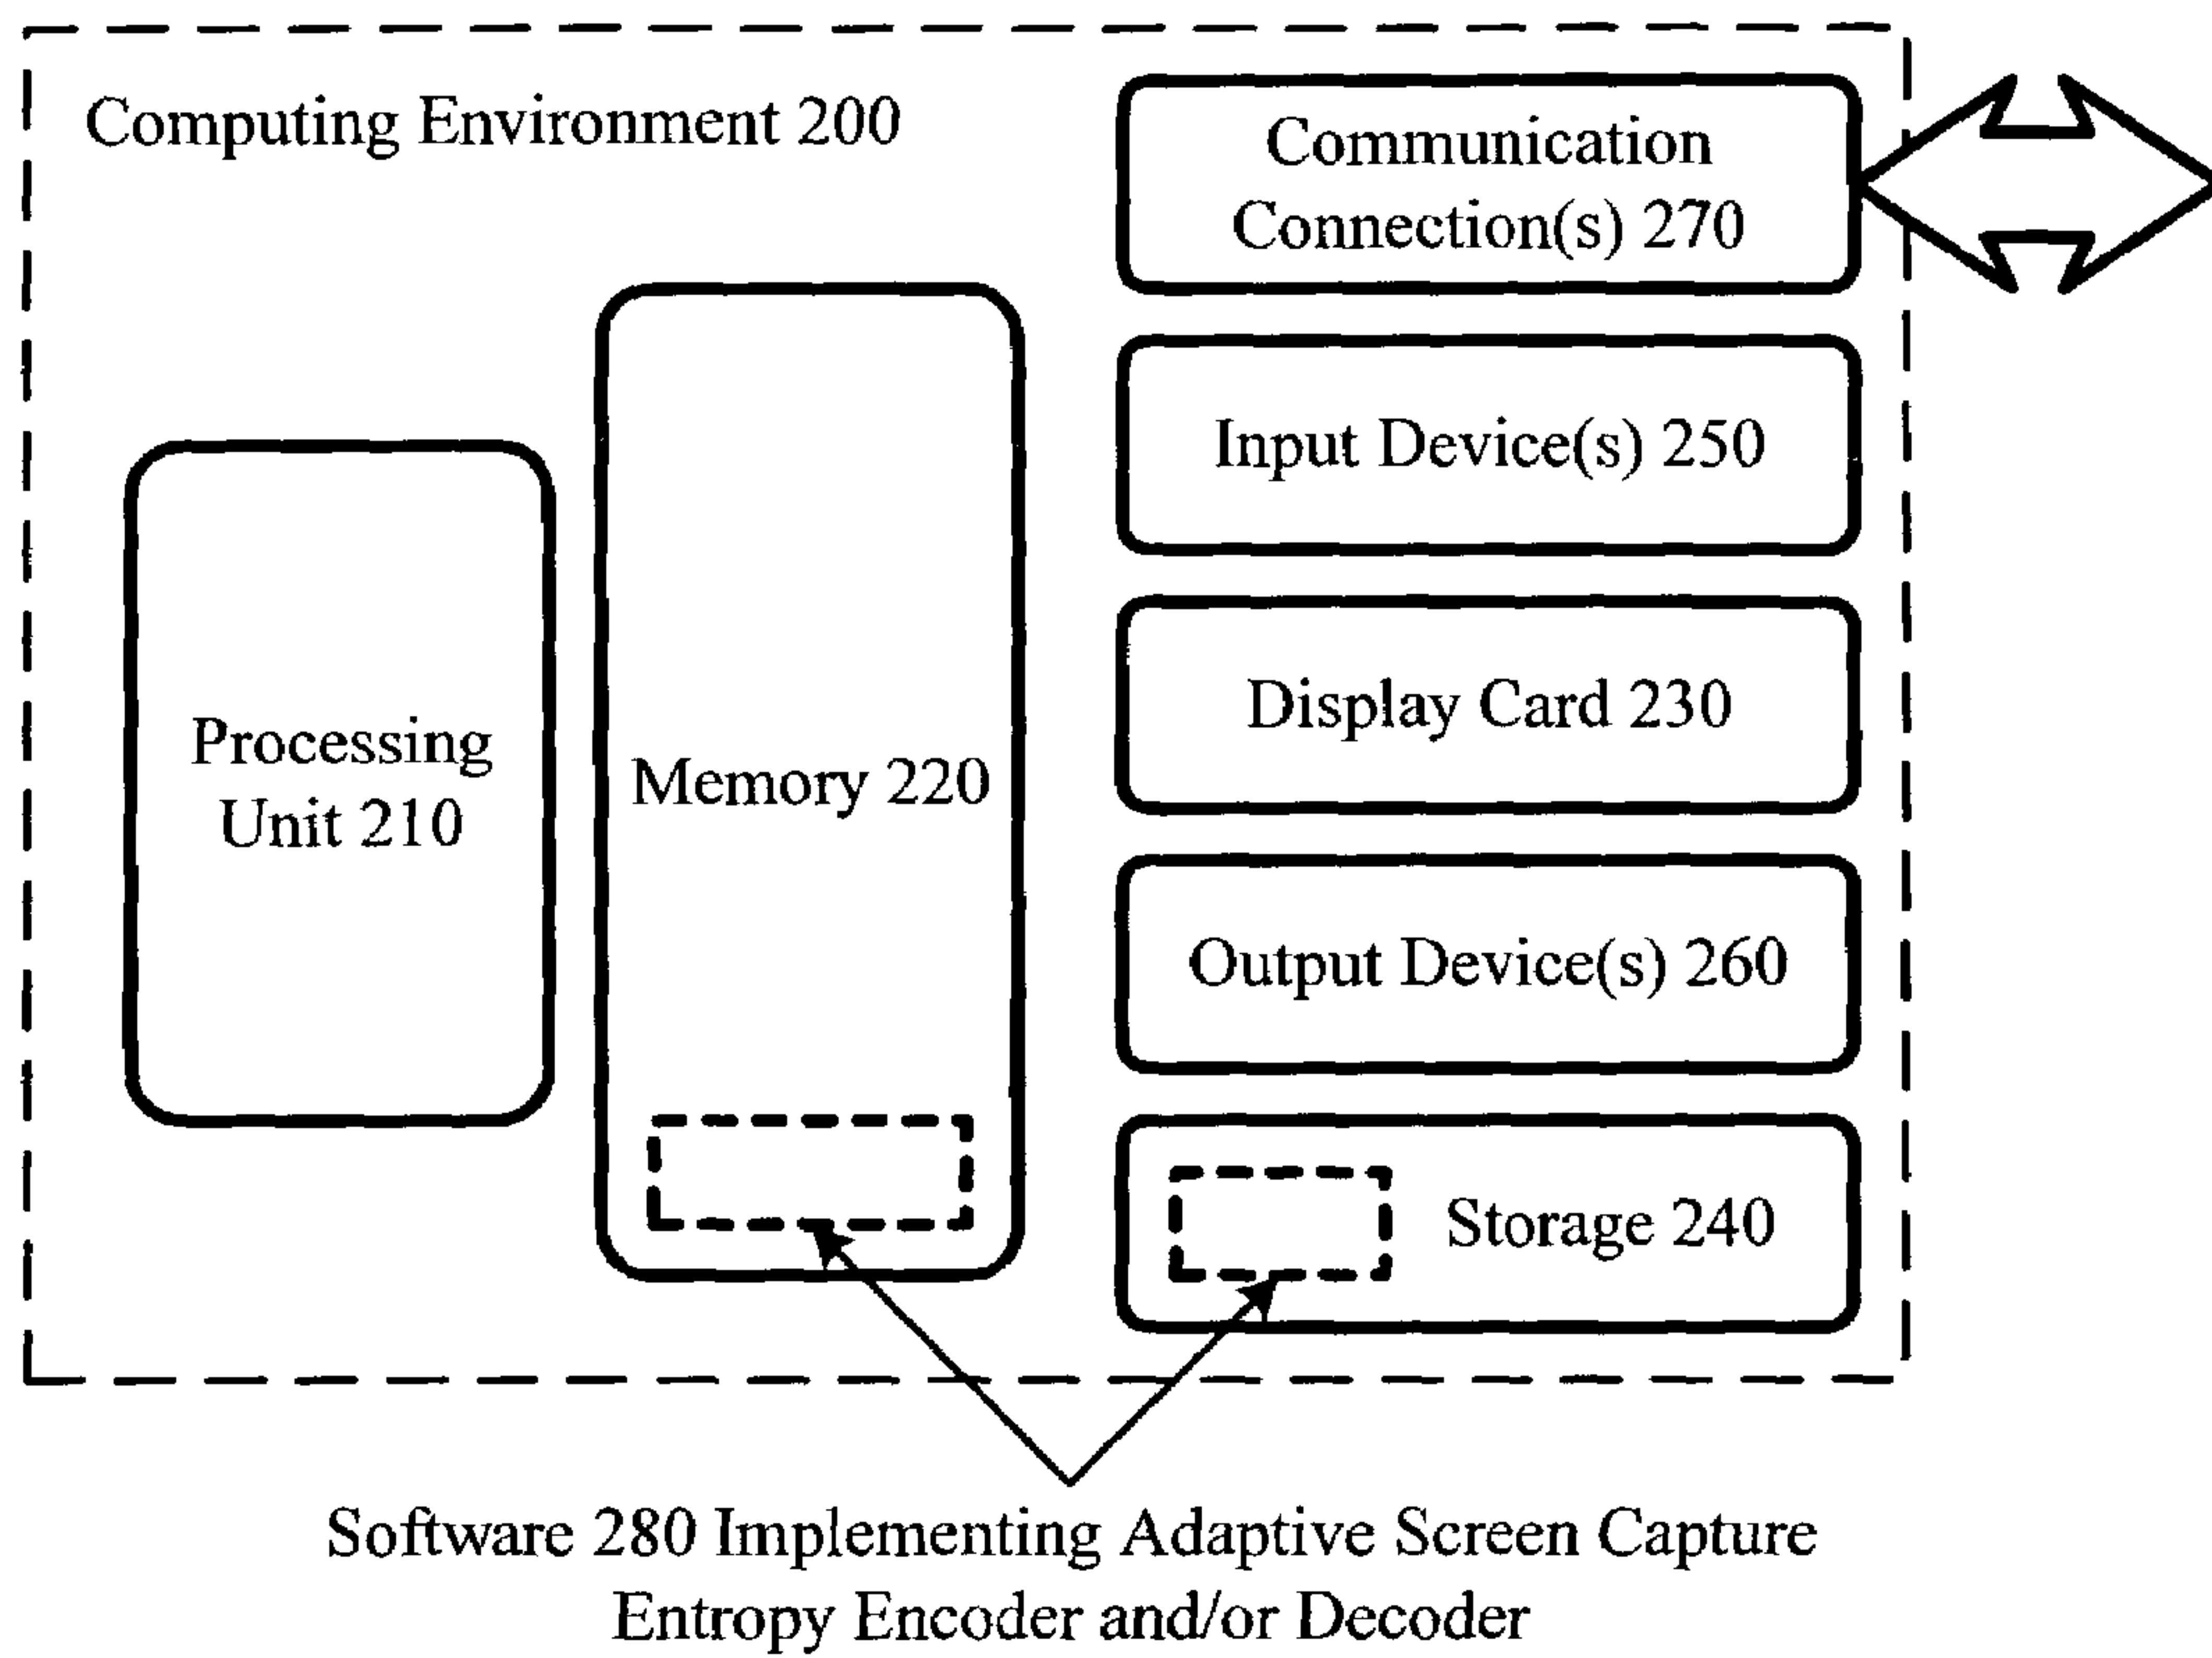 Computing Environment 200
Communication
Connection(s) 270
Input Device(s) 250
Display Card 230
Processing
Unit 210
Memory 220
Output Device(s) 260
Storage 240
Software 280 Implementing Adaptive Screen Capture
Entropy Encoder and/or Decoder